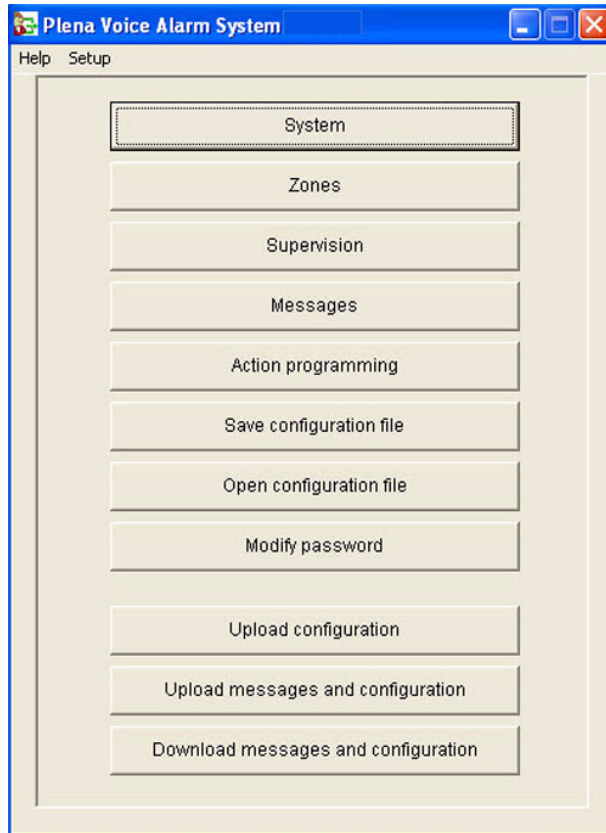 Plena Voice Alarm System
Help Setup
System
Zones
Supervision
Messages
Action programming
Save configuration file
Open configuration file
Modify password
Upload configuration
Upload messages and configuration
Download messages and configuration